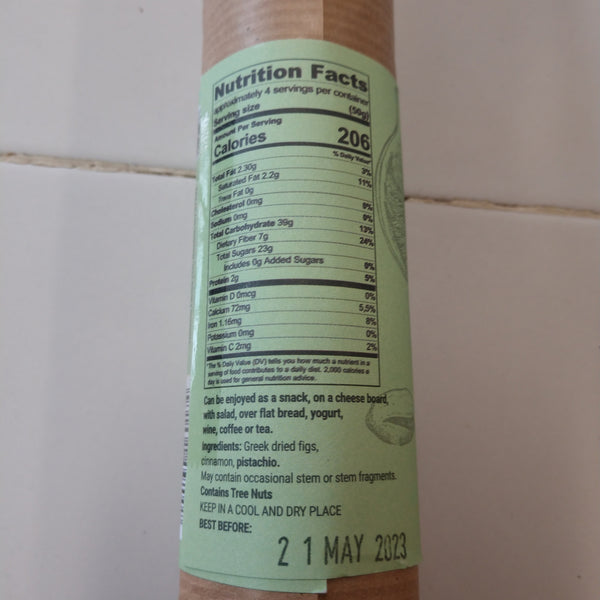 Nutrition Facts
approximately 4 servings per container
Serving size (56g)
Amount Per Serving
Calories 206
% Daily Value*
Total Fat 2.30g 3%
Saturated Fat 2.2g 11%
Trans Fat 0g
Cholesterol 0mg 0%
Sodium 0mg 0%
Total Carbohydrate 39g 13%
Dietary Fiber 7g 24%
Total Sugars 23g
Includes 0g Added Sugars 0%
Protein 2g 5%
Vitamin D 0mcg 0%
Calcium 72mg 5,5%
Iron 1.16mg 8%
Potassium 0mg 0%
Vitamin C 2mg 2%
*The % Daily Value (DV) tells you how much a nutrient in a
serving of food contributes to a daily diet. 2,000 calories a
day is used for general nutrition advice.
Can be enjoyed as a snack, on a cheese board,
with salad, over flat bread, yogurt,
wine, coffee or tea.
Ingredients: Greek dried figs,
cinnamon, pistachio.
May contain occasional stem or stem fragments.
Contains Tree Nuts
KEEP IN A COOL AND DRY PLACE
BEST BEFORE:
21 MAY 2023